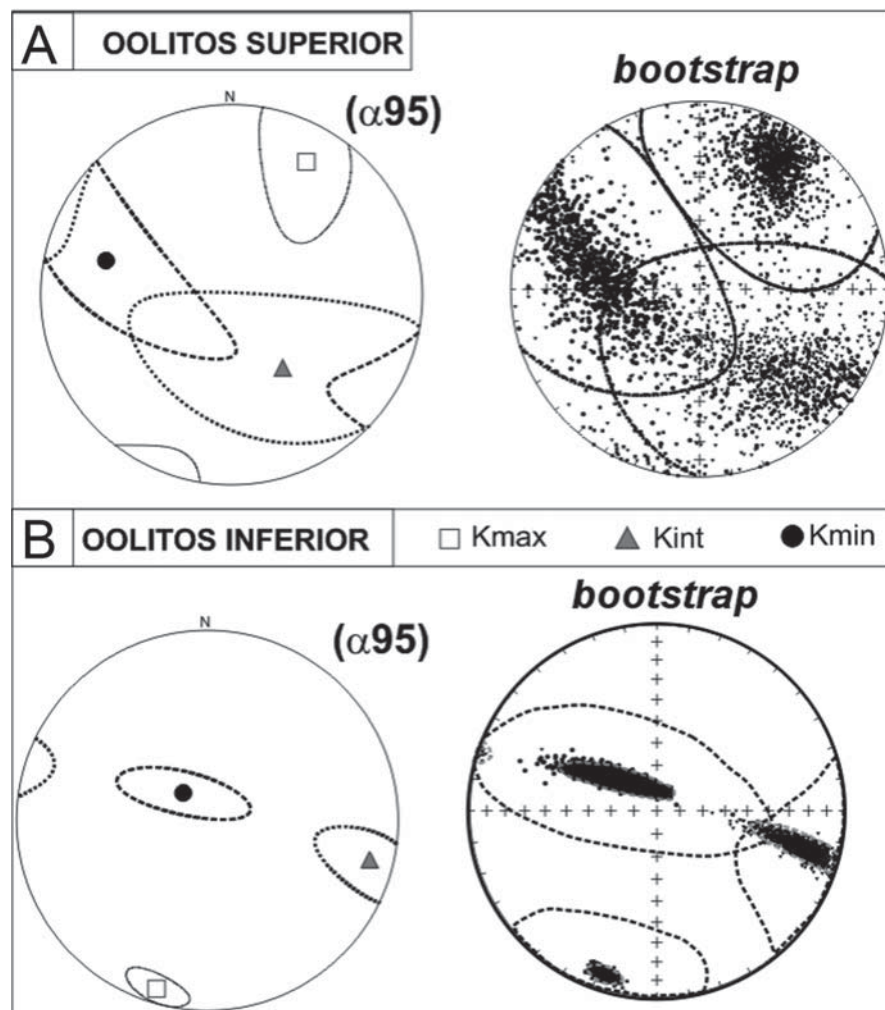 A OOLITOS SUPERIOR
bootstrap
N
(α95)
B OOLITOS INFERIOR
Kmax Kint Kmin
bootstrap
N
(α95)